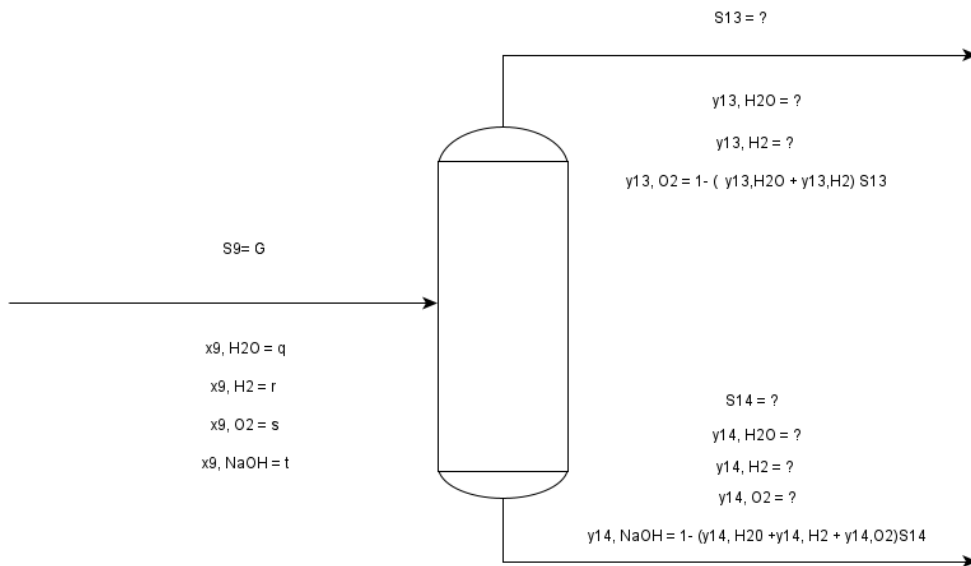 S13 = ?
y13, H2O = ?
y13, H2 = ?
y13, O2 = 1- (  y13,H2O + y13,H2) S13
S9= G
x9, H2O = q
x9, H2 = r
x9, O2 = s
x9, NaOH = t
S14 = ?
y14, H2O = ?
y14, H2 = ?
y14, O2 = ?
y14, NaOH = 1- (y14, H20 +y14, H2 + y14,O2)S14